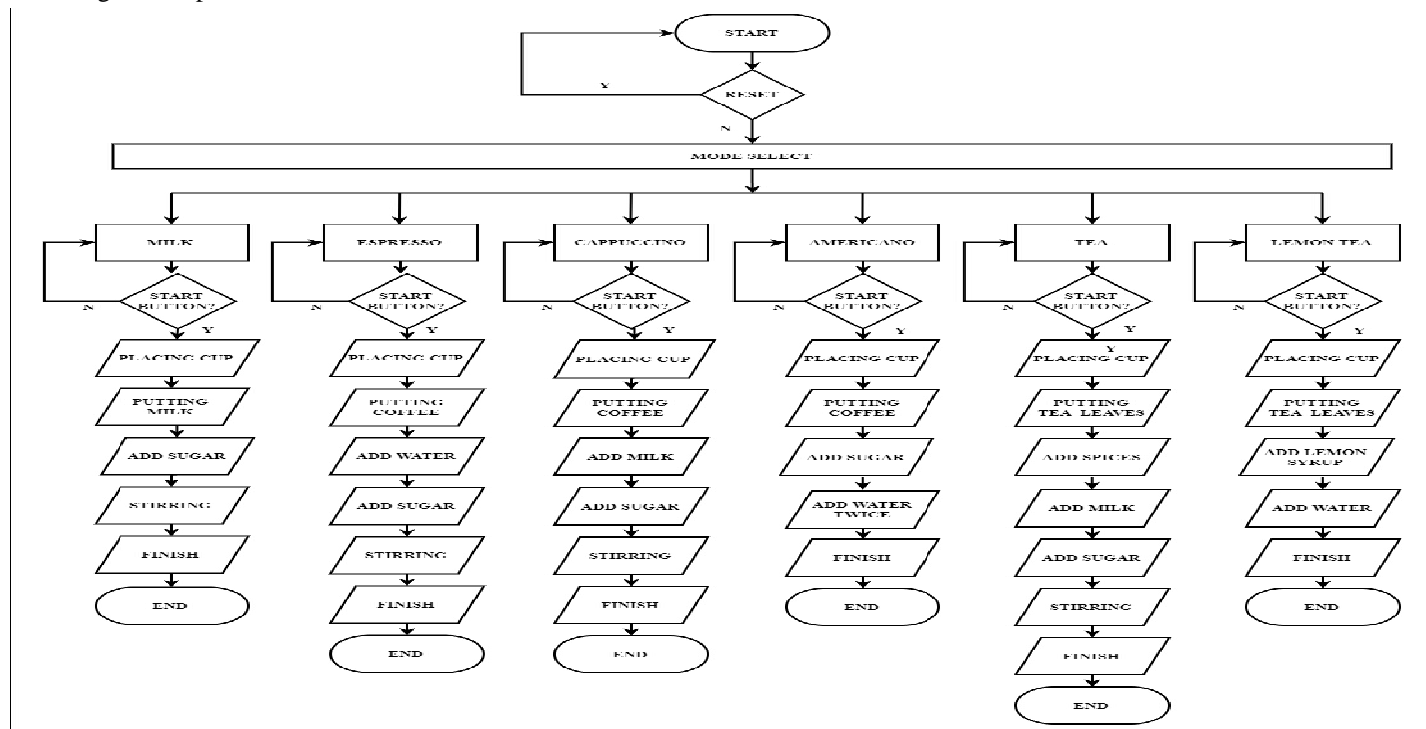 START
Y
RESET
N
MODE SELECT
MILK
START
BUTTON?
N
Y
PLACING CUP
PUTTING
MILK
ADD SUGAR
STIRRING
FINISH
END
ESPRESSO
START
BUTTON?
N
Y
PLACING CUP
PUTTING
COFFEE
ADD WATER
ADD SUGAR
STIRRING
FINISH
END
CAPPUCCINO
START
BUTTON?
N
Y
PLACING CUP
PUTTING
COFFEE
ADD MILK
ADD SUGAR
STIRRING
FINISH
END
AMERICANO
START
BUTTON?
N
Y
PLACING CUP
PUTTING
COFFEE
ADD SUGAR
ADD WATER
TWICE
FINISH
END
TEA
START
BUTTON?
N
Y
Y
PLACING CUP
PUTTING
TEA LEAVES
ADD SPICES
ADD MILK
ADD SUGAR
STIRRING
FINISH
END
LEMON TEA
START
BUTTON?
N
Y
PLACING CUP
PUTTING
TEA LEAVES
ADD LEMON
SYRUP
ADD WATER
FINISH
END